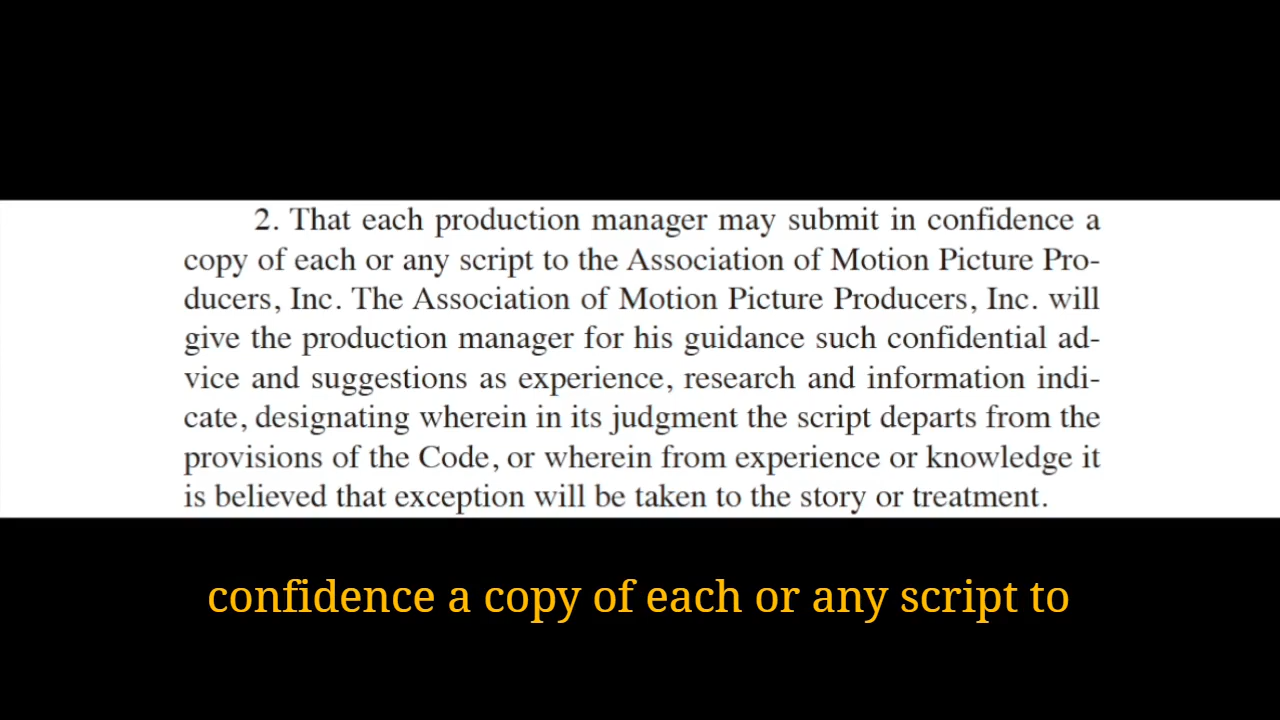 2. That each production manager may submit in confidence a
copy of each or any script to the Association of Motion Picture Pro-
ducers, Inc. The Association of Motion Picture Producers, Inc. will
give the production manager for his guidance such confidential ad-
vice and suggestions as experience, research and information indi-
cate, designating wherein in its judgment the script departs from the
provisions of the Code, or wherein from experience or knowledge it
is believed that exception will be taken to the story or treatment.
confidence a copy of each or any script to